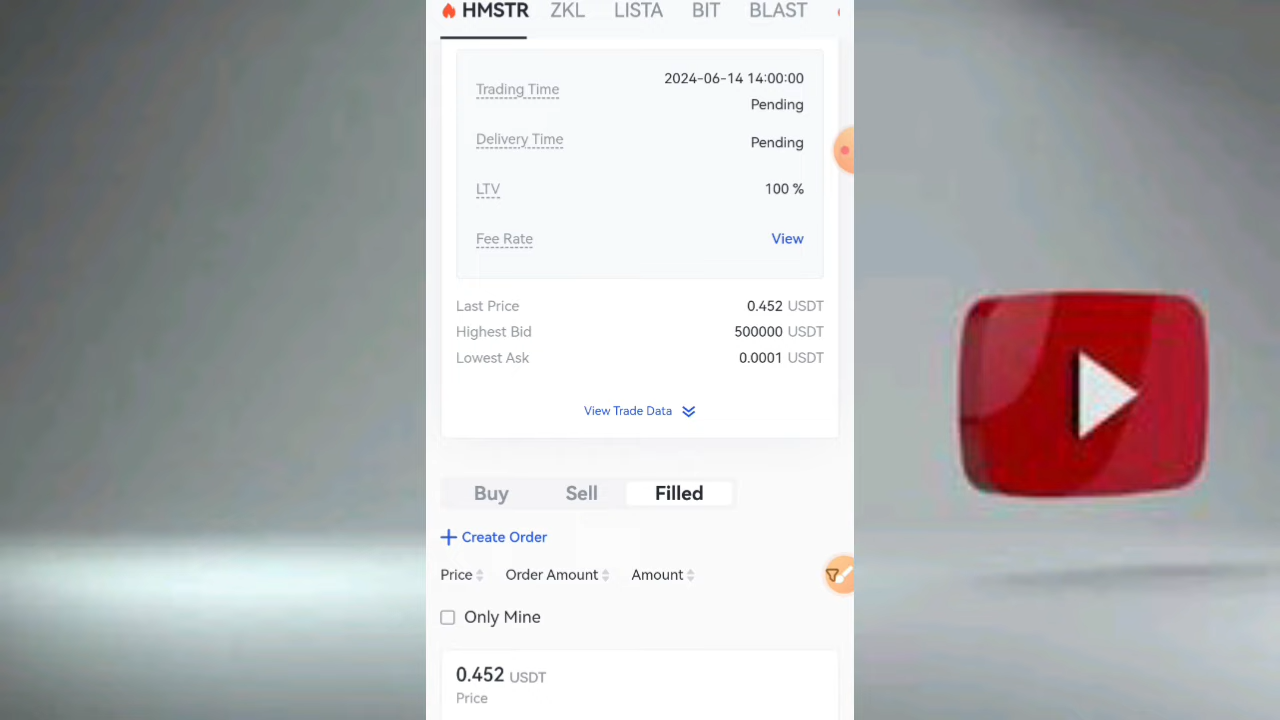 HMSTR ZKL LISTA BIT BLAST
Trading Time 2024-06-14 14:00:00
Pending
Delivery Time Pending
LTV 100 %
Fee Rate View
Last Price 0.452 USDT
Highest Bid 500000 USDT
Lowest Ask 0.0001 USDT
View Trade Data
Buy Sell Filled
+ Create Order
Price Order Amount Amount
Only Mine
0.452 USDT
Price